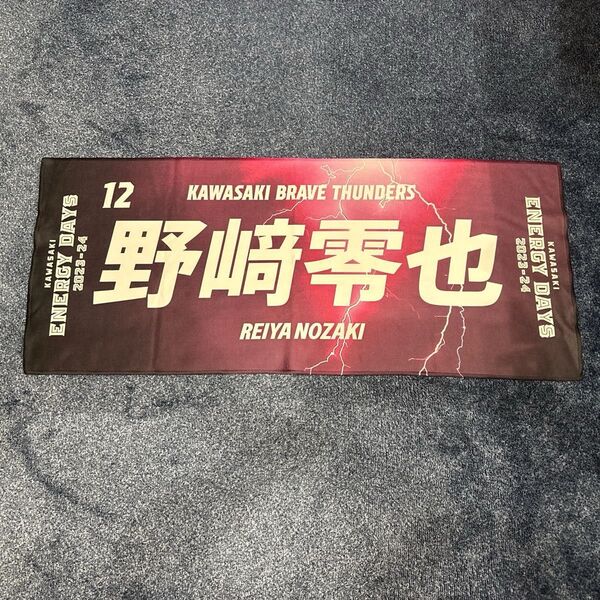 KAWASAKI
ENERGY DAYS
2023-24
12
KAWASAKI BRAVE THUNDERS
野﨑零也
REIYA NOZAKI
KAWASAKI
ENERGY DAYS
2023-24